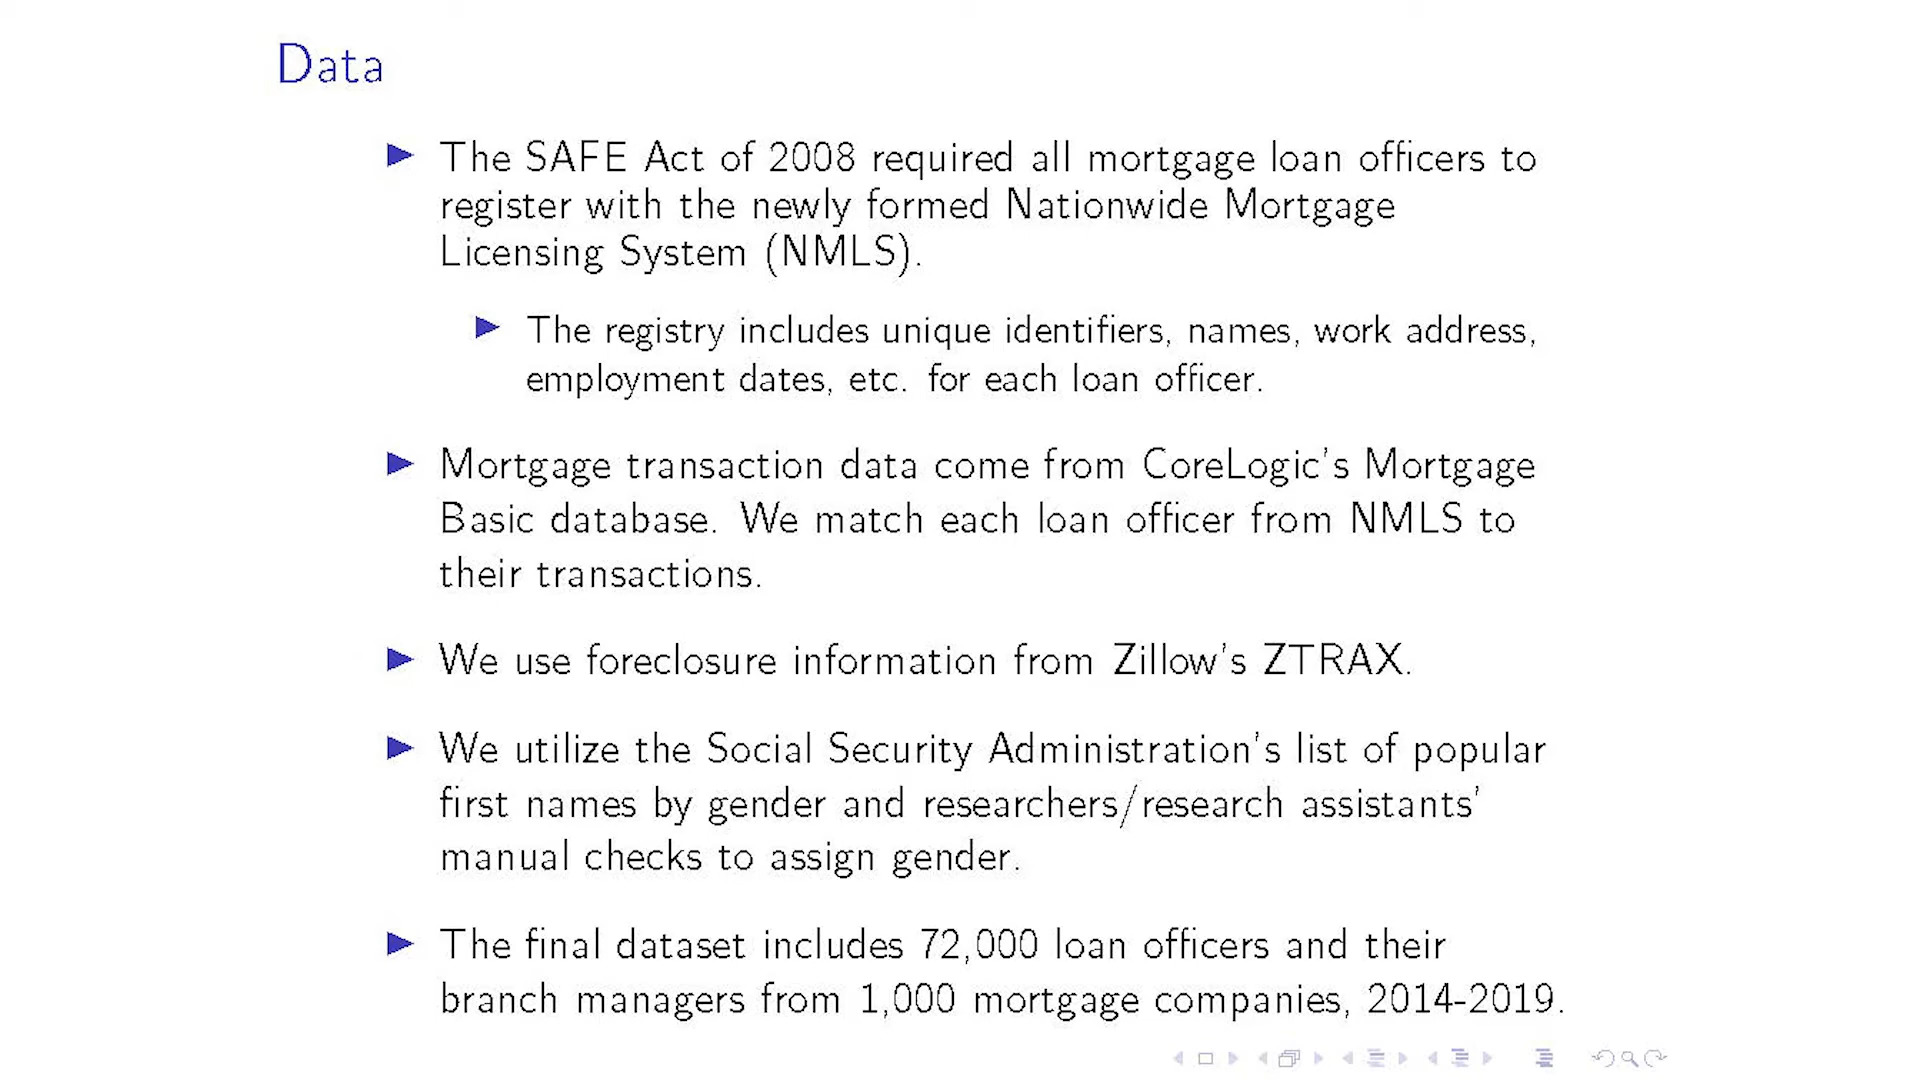 Data
The SAFE Act of 2008 required all mortgage loan officers to
register with the newly formed Nationwide Mortgage
Licensing System (NMLS).
The registry includes unique identifiers, names, work address,
employment dates, etc. for each loan officer.
Mortgage transaction data come from CoreLogic's Mortgage
Basic database. We match each loan officer from NMLS to
their transactions.
We use foreclosure information from Zillow's ZTRAX.
We utilize the Social Security Administration's list of popular
first names by gender and researchers/research assistants'
manual checks to assign gender.
The final dataset includes 72,000 loan officers and their
branch managers from 1,000 mortgage companies, 2014-2019.